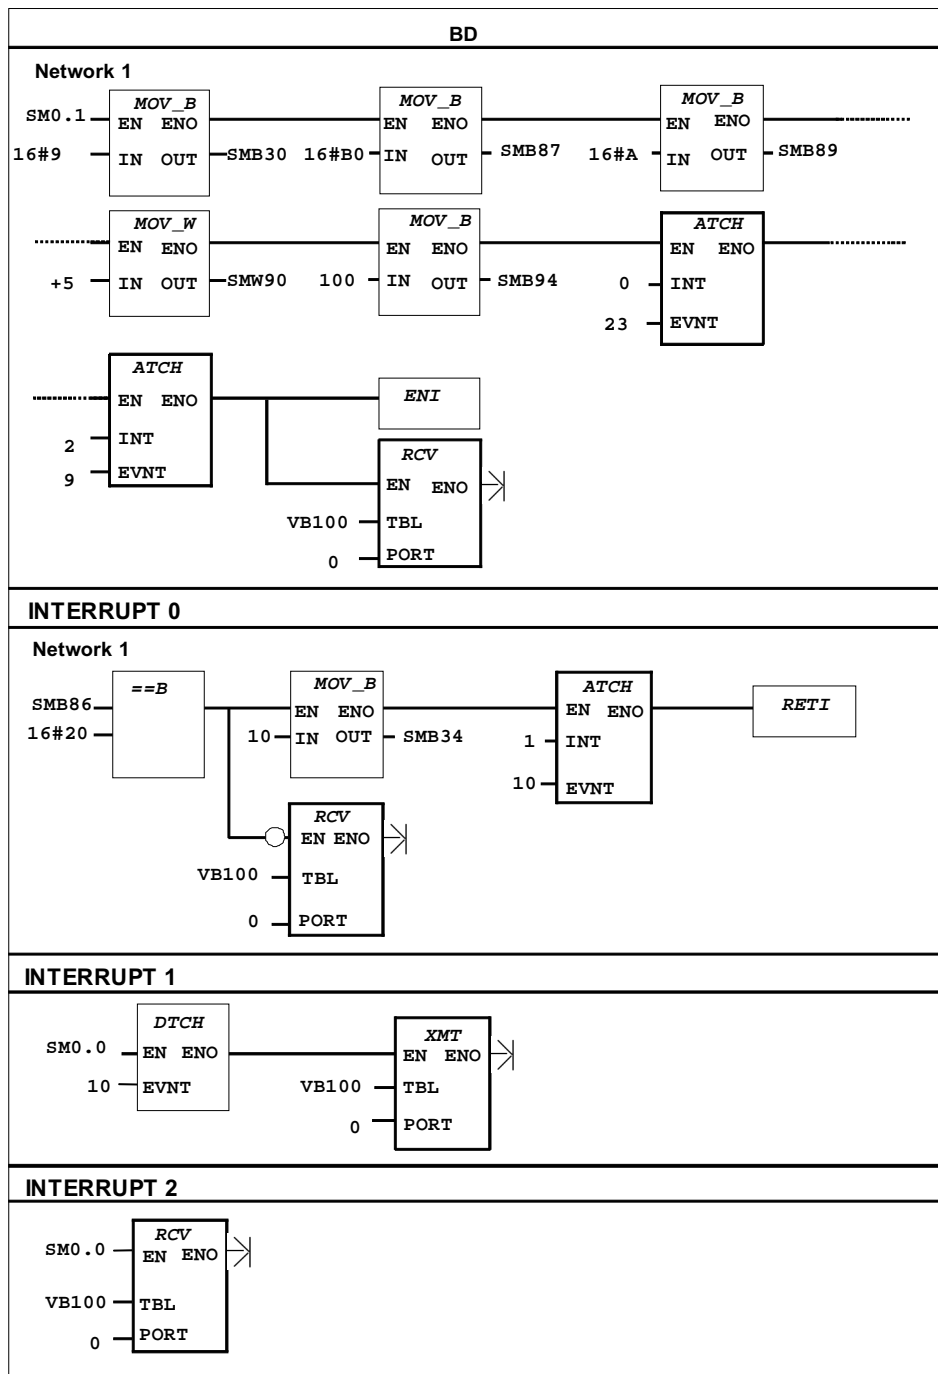 BD
Network 1
MOV_B MOV_B MOV_B
SM0.1 EN ENO EN ENO EN ENO
16#9 IN OUT SMB30 16#B0 IN OUT SMB87 16#A IN OUT SMB89
MOV_W MOV_B ATCH
EN ENO EN ENO EN ENO
+5 IN OUT SMW90 100 IN OUT SMB94 0 INT
23 EVNT
ATCH
EN ENO ENI
2 INT
RCV
9 EVNT
EN ENO
VB100 TBL
0 PORT
INTERRUPT 0
Network 1
==B MOV_B ATCH
SMB86 EN ENO EN ENO RETI
16#20 10 IN OUT SMB34 1 INT
10 EVNT
RCV
EN ENO
VB100 TBL
0 PORT
INTERRUPT 1
DTCH XMT
SM0.0 EN ENO EN ENO
10 EVNT VB100 TBL
0 PORT
INTERRUPT 2
RCV
SM0.0 EN ENO
VB100 TBL
0 PORT